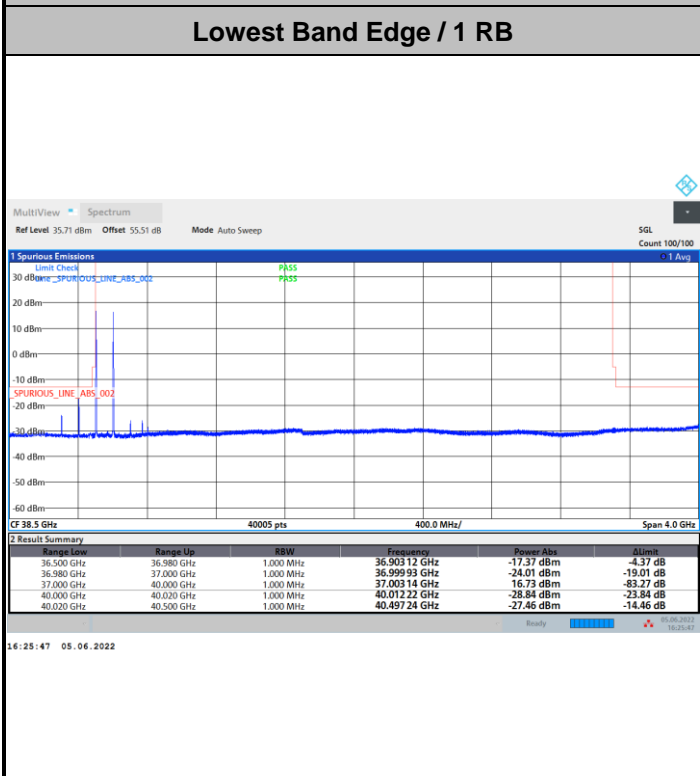 Lowest Band Edge / 1 RB
MultiView Spectrum
Ref Level 35.71 dBm Offset 55.51 dB Mode Auto Sweep SGL
Count 100/100
1 Spurious Emissions 1 Avg
Limit Check PASS
30 dBm
Line _SPURIOUS_LINE_ABS_002 PASS
20 dBm
10 dBm
0 dBm
-10 dBm
_SPURIOUS_LINE_ABS_002
-20 dBm
-30 dBm
-40 dBm
-50 dBm
-60 dBm
CF 38.5 GHz 40005 pts 400.0 MHz/ Span 4.0 GHz
2 Result Summary
Range Low Range Up RBW Frequency Power Abs ΔLimit
36.500 GHz 36.980 GHz 1.000 MHz 36.903 12 GHz -17.37 dBm -4.37 dB
36.980 GHz 37.000 GHz 1.000 MHz 36.999 93 GHz -24.01 dBm -19.01 dB
37.000 GHz 40.000 GHz 1.000 MHz 37.003 14 GHz 16.73 dBm -83.27 dB
40.000 GHz 40.020 GHz 1.000 MHz 40.012 22 GHz -28.84 dBm -23.84 dB
40.020 GHz 40.500 GHz 1.000 MHz 40.497 24 GHz -27.46 dBm -14.46 dB
Ready 05.06.2022
16:25:47
16:25:47 05.06.2022